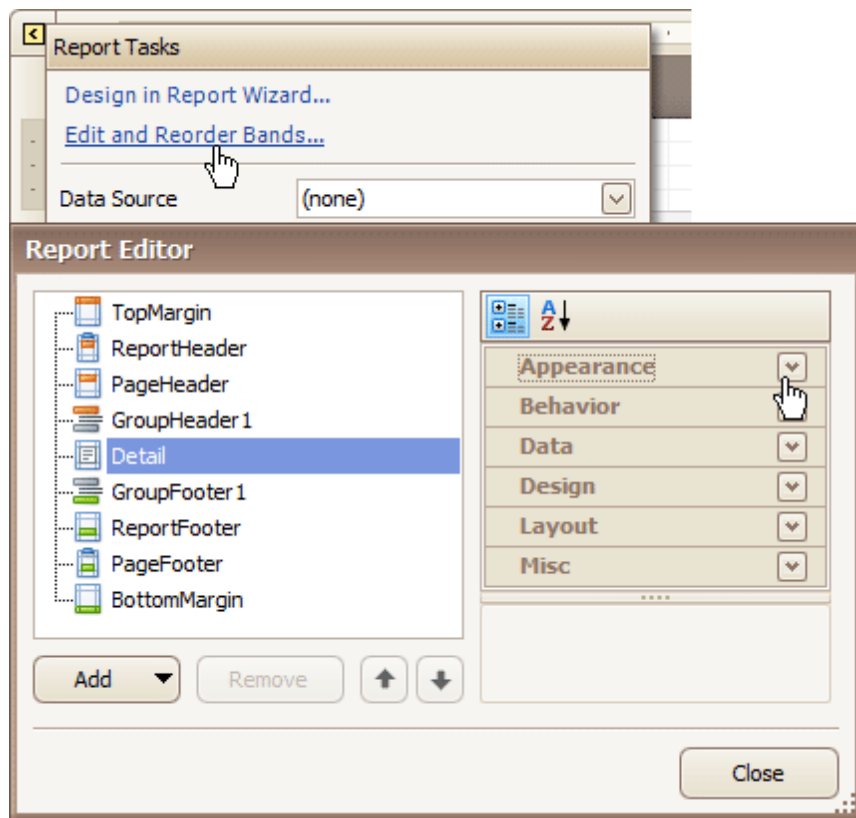 Report Tasks
Design in Report Wizard...
Edit and Reorder Bands...
Data Source (none)
Report Editor
TopMargin
ReportHeader
PageHeader
GroupHeader1
Detail
GroupFooter1
ReportFooter
PageFooter
BottomMargin
Add Remove
A
Z
Appearance
Behavior
Data
Design
Layout
Misc
Close